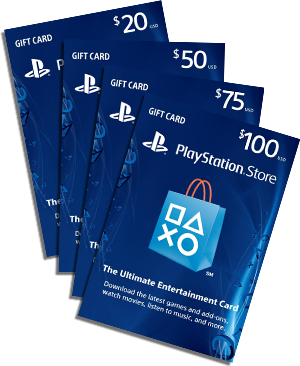 $20 USD
GIFT CARD
$50 USD
GIFT CARD
$75 USD
GIFT CARD
$100 USD
GIFT CARD
PlayStation.Store
The
The
The
SM
The Ultimate Entertainment Card
Download the latest games and add-ons,
watch movies, listen to music, and more.